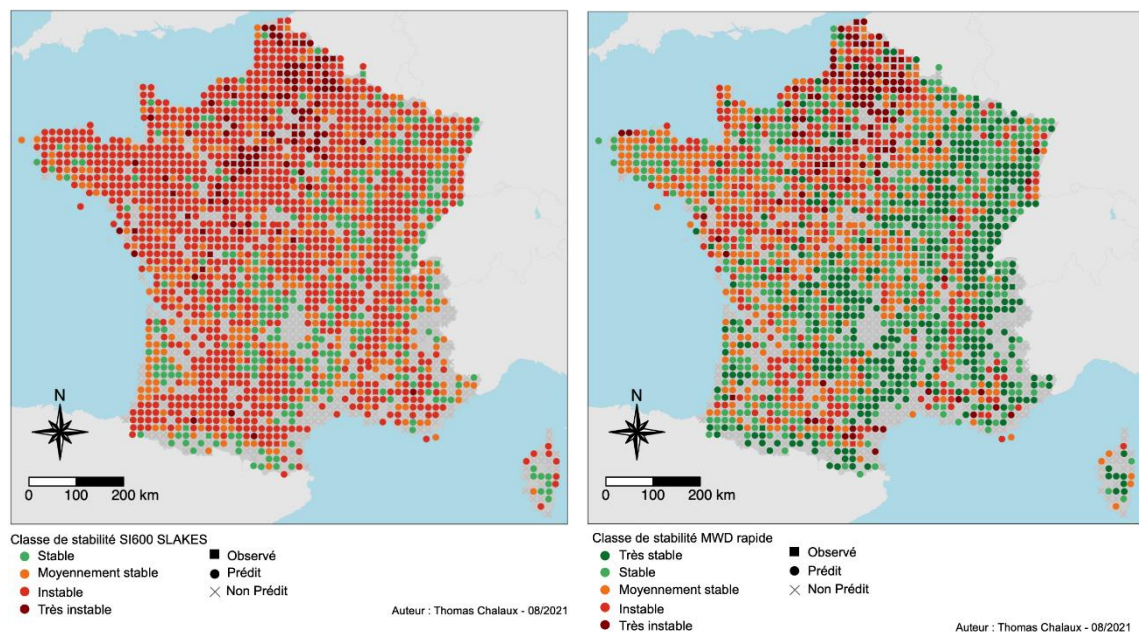 N
0 100 200 km
Classe de stabilité SI600 SLAKES
Stable
Moyennement stable
Instable
Très instable
Observé
Prédit
Non Prédit
Auteur : Thomas Chalaux - 08/2021
N
0 100 200 km
Classe de stabilité MWD rapide
Très stable
Stable
Moyennement stable
Instable
Très instable
Observé
Prédit
Non Prédit
Auteur : Thomas Chalaux - 08/2021